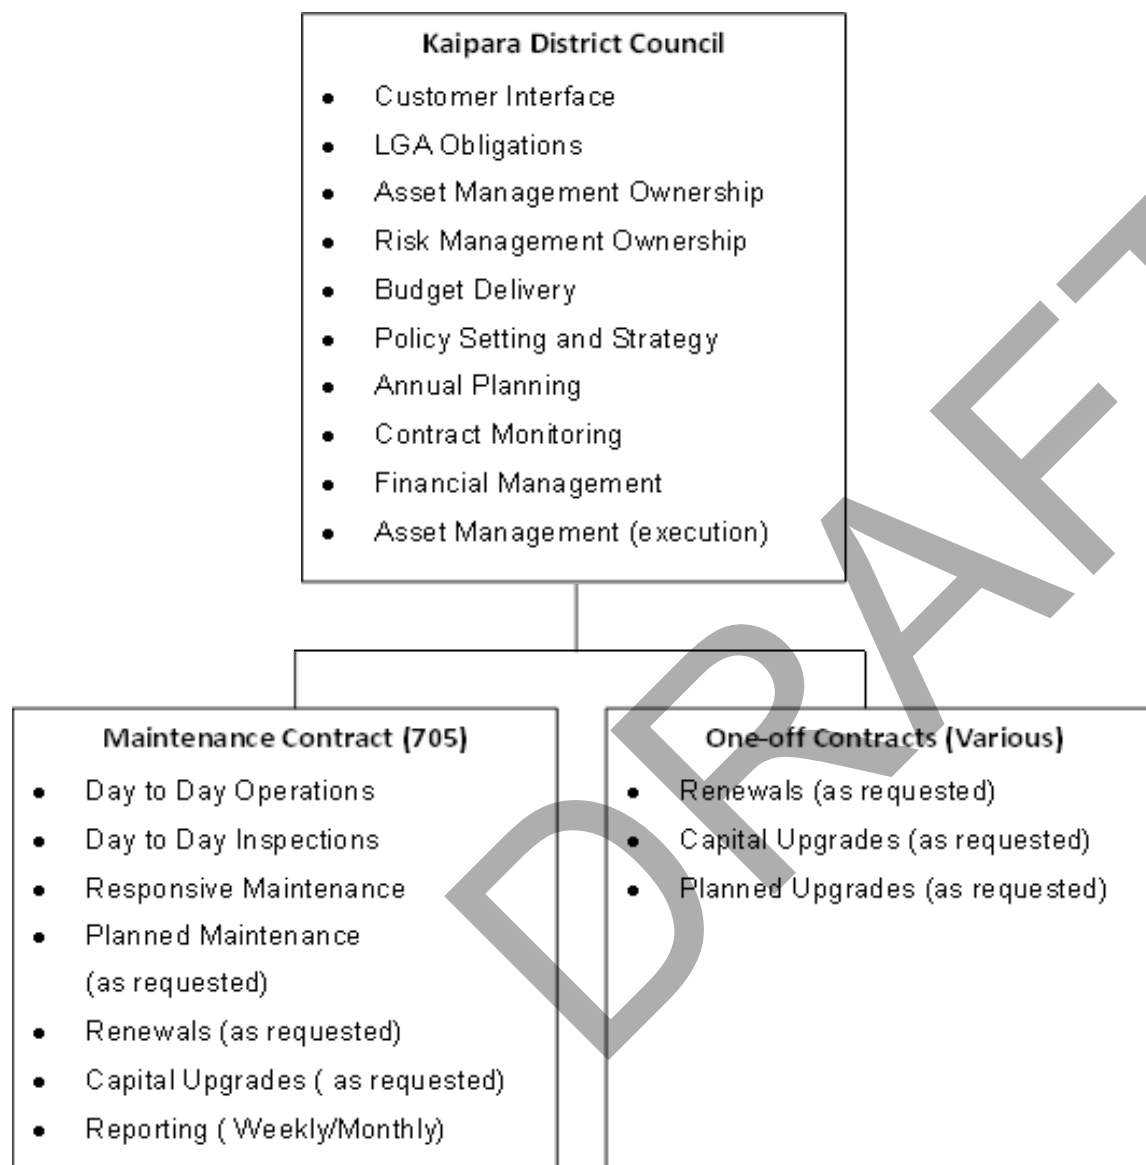 Kaipara District Council
● Customer Interface
● LGA Obligations
● Asset Management Ownership
● Risk Management Ownership
● Budget Delivery
● Policy Setting and Strategy
● Annual Planning
● Contract Monitoring
● Financial Management
● Asset Management (execution)
Maintenance Contract (705)
● Day to Day Operations
● Day to Day Inspections
● Responsive Maintenance
● Planned Maintenance
(as requested)
● Renewals (as requested)
● Capital Upgrades ( as requested)
● Reporting ( Weekly/Monthly)
One-off Contracts (Various)
● Renewals (as requested)
● Capital Upgrades (as requested)
● Planned Upgrades (as requested)
DRAFT